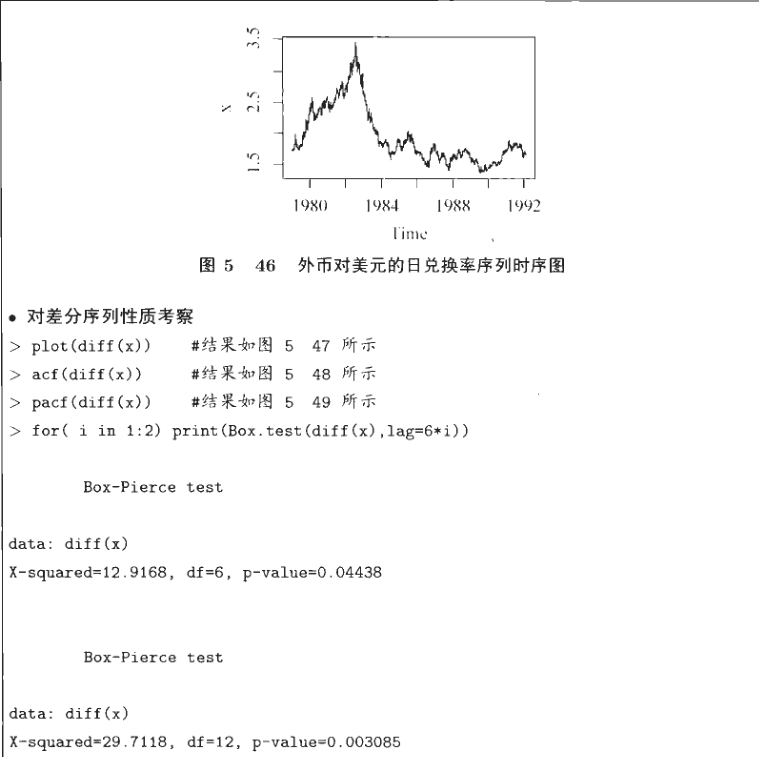 3.5
2.5
1.5
x
1980 1984 1988 1992
Time
图 5 46 外币对美元的日兑换率序列时序图
• 对差分序列性质考察
> plot(diff(x)) #结果如图 5 47 所示
> acf(diff(x)) #结果如图 5 48 所示
> pacf(diff(x)) #结果如图 5 49 所示
> for( i in 1:2) print(Box.test(diff(x),lag=6*i))
Box-Pierce test
data: diff(x)
X-squared=12.9168, df=6, p-value=0.04438
Box-Pierce test
data: diff(x)
X-squared=29.7118, df=12, p-value=0.003085